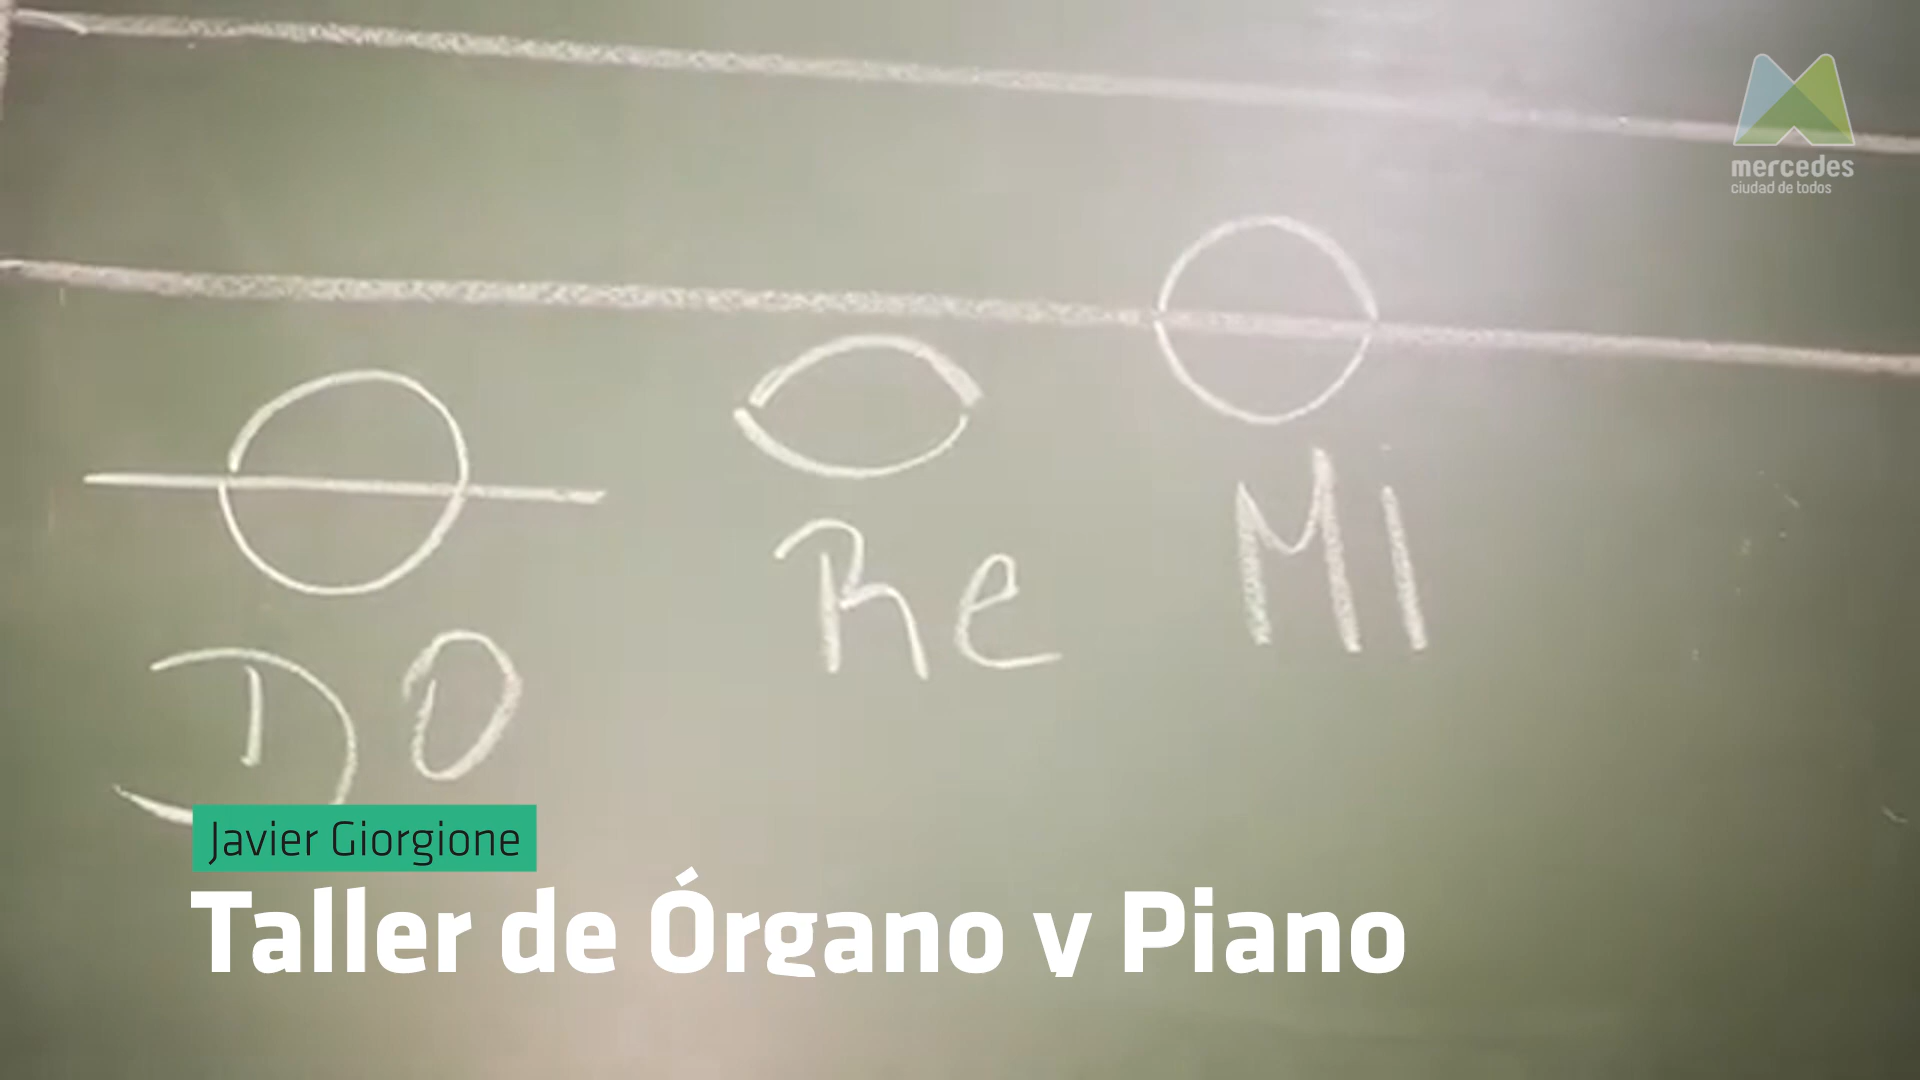 mercedes
ciudad de todos
DO Re MI
Javier Giorgione
Taller de Órgano y Piano